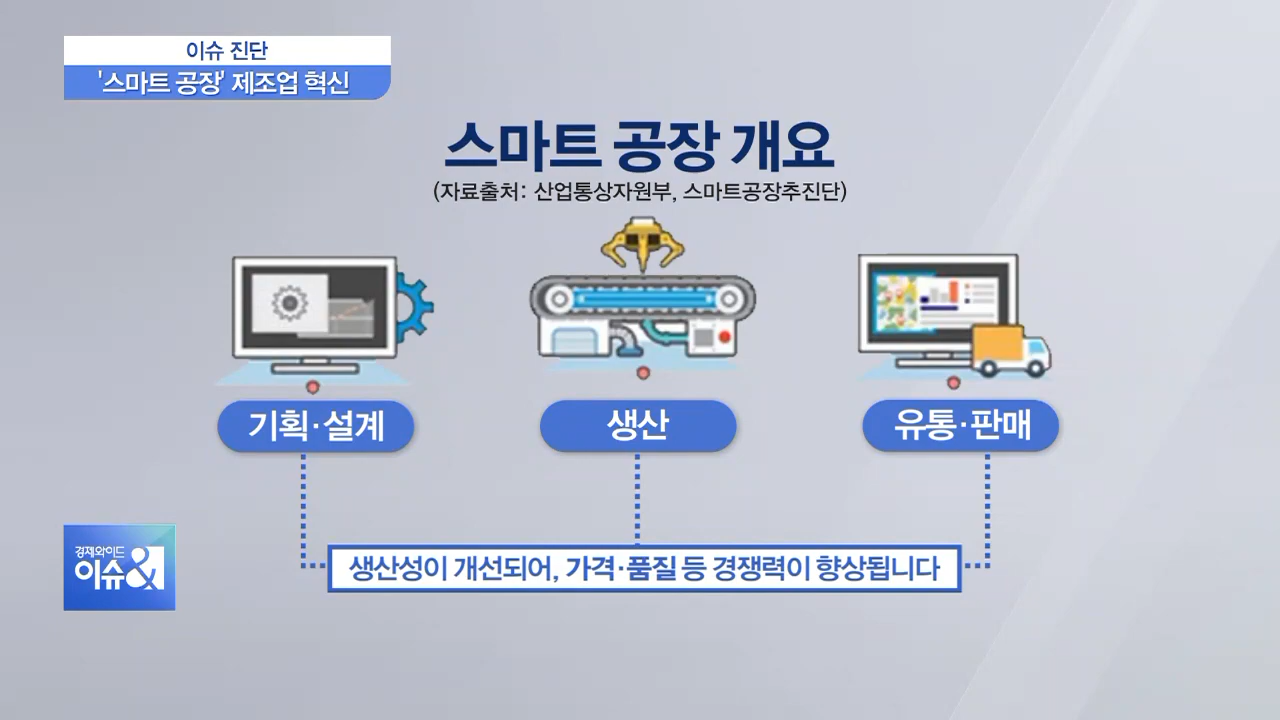 이슈 진단
'스마트 공장' 제조업 혁신
스마트 공장 개요
(자료출처: 산업통상자원부, 스마트공장추진단)
기획·설계
생산
유통·판매
생산성이 개선되어, 가격·품질 등 경쟁력이 향상됩니다
경제와이드
이슈&